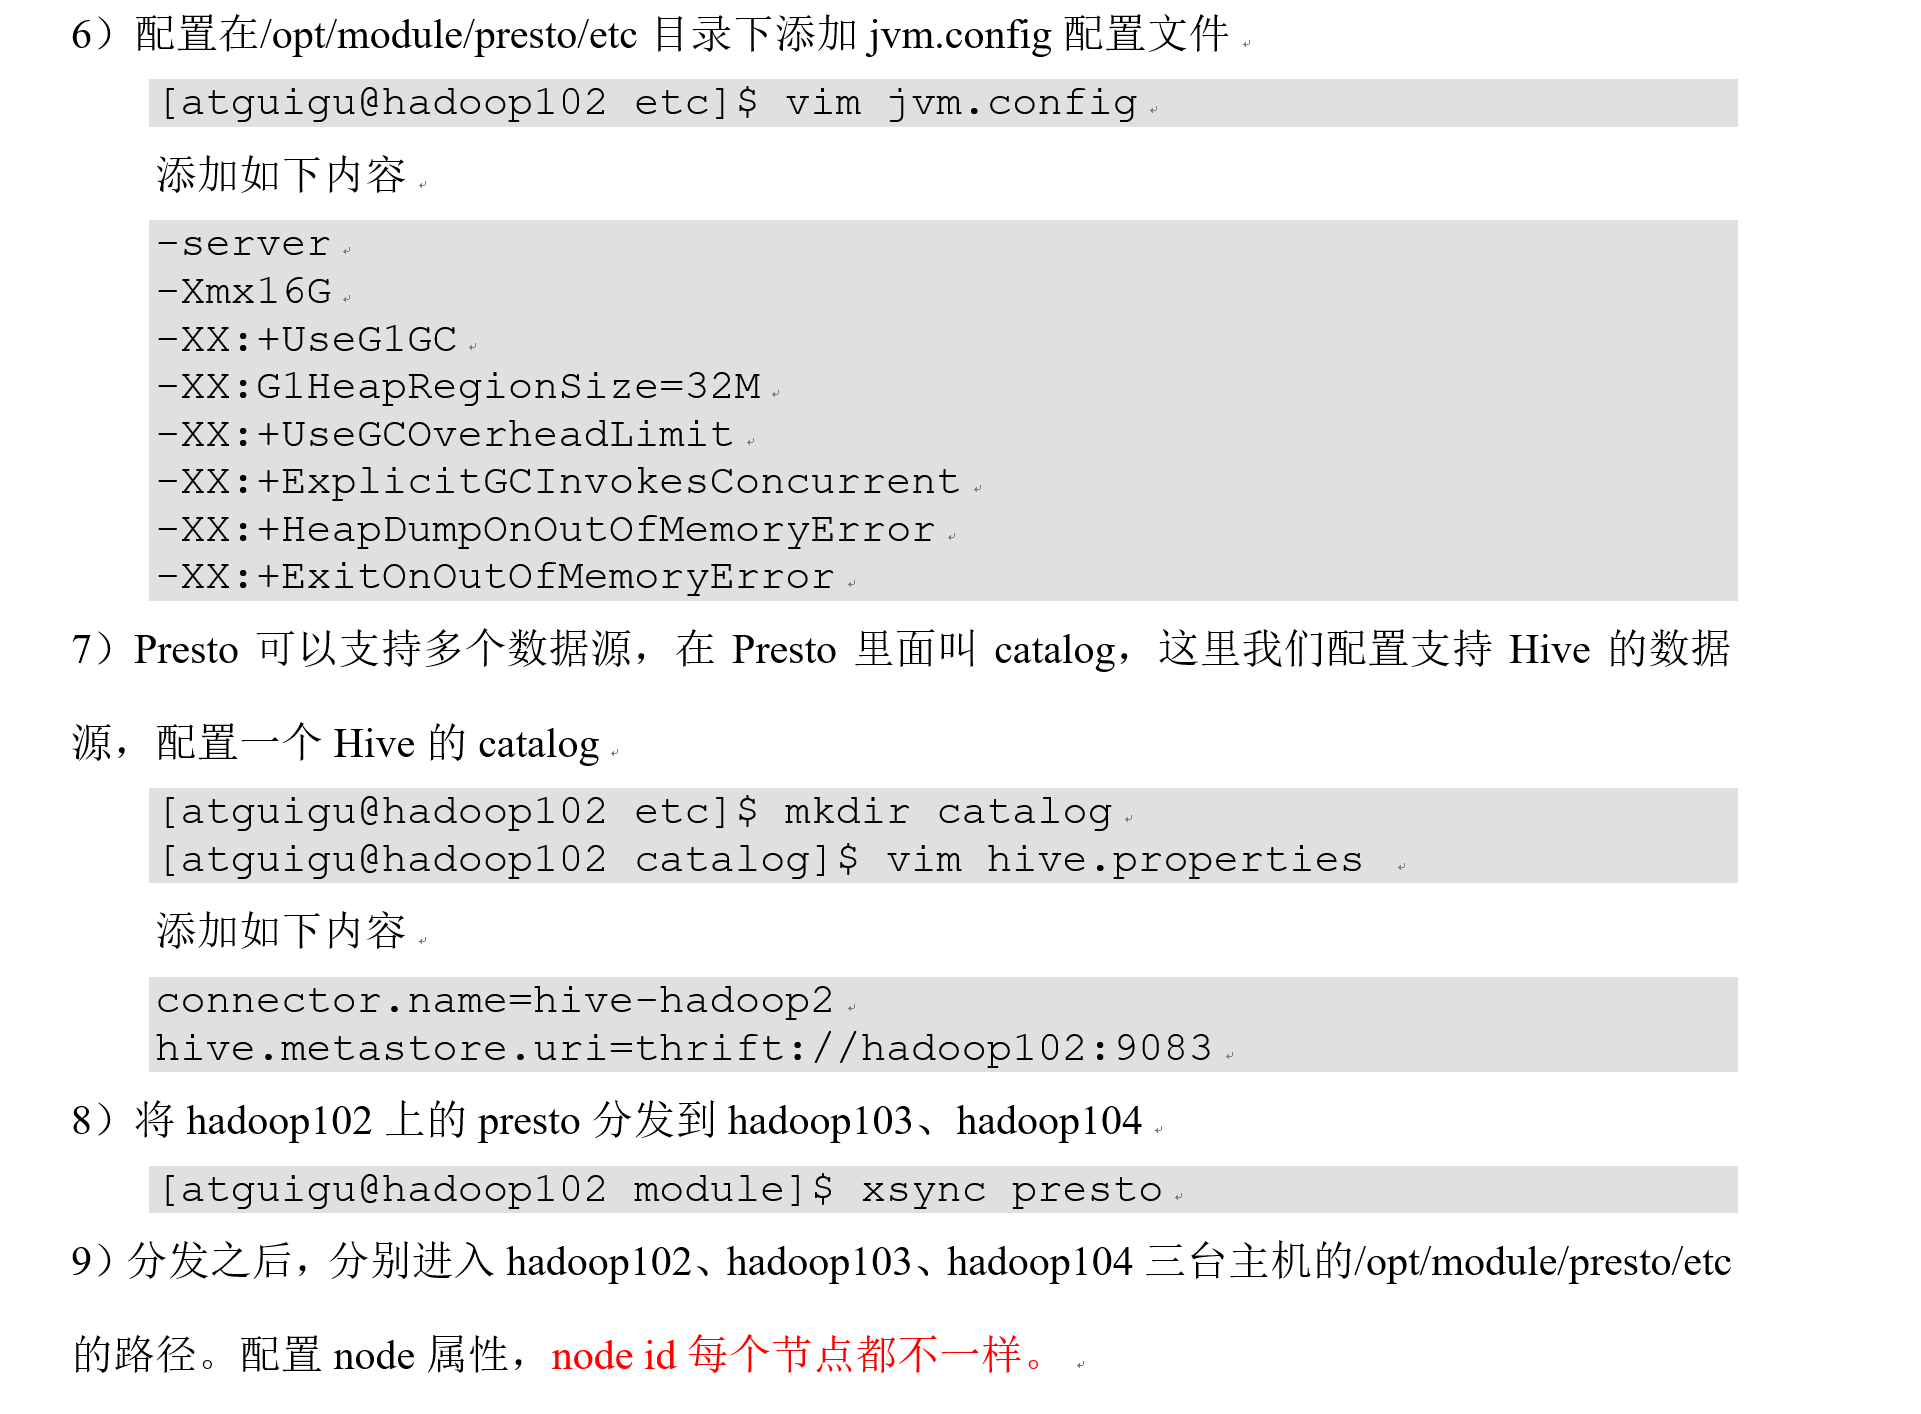 6）配置在/opt/module/presto/etc 目录下添加 jvm.config 配置文件
[atguigu@hadoop102 etc]$ vim jvm.config
添加如下内容
-server
-Xmx16G
-XX:+UseG1GC
-XX:G1HeapRegionSize=32M
-XX:+UseGCOverheadLimit
-XX:+ExplicitGCInvokesConcurrent
-XX:+HeapDumpOnOutOfMemoryError
-XX:+ExitOnOutOfMemoryError
7）Presto 可以支持多个数据源，在 Presto 里面叫 catalog，这里我们配置支持 Hive 的数据
源，配置一个 Hive 的 catalog
[atguigu@hadoop102 etc]$ mkdir catalog
[atguigu@hadoop102 catalog]$ vim hive.properties
添加如下内容
connector.name=hive-hadoop2
hive.metastore.uri=thrift://hadoop102:9083
8）将 hadoop102 上的 presto 分发到 hadoop103、hadoop104
[atguigu@hadoop102 module]$ xsync presto
9）分发之后，分别进入 hadoop102、hadoop103、hadoop104 三台主机的/opt/module/presto/etc
的路径。配置 node 属性，node id 每个节点都不一样。